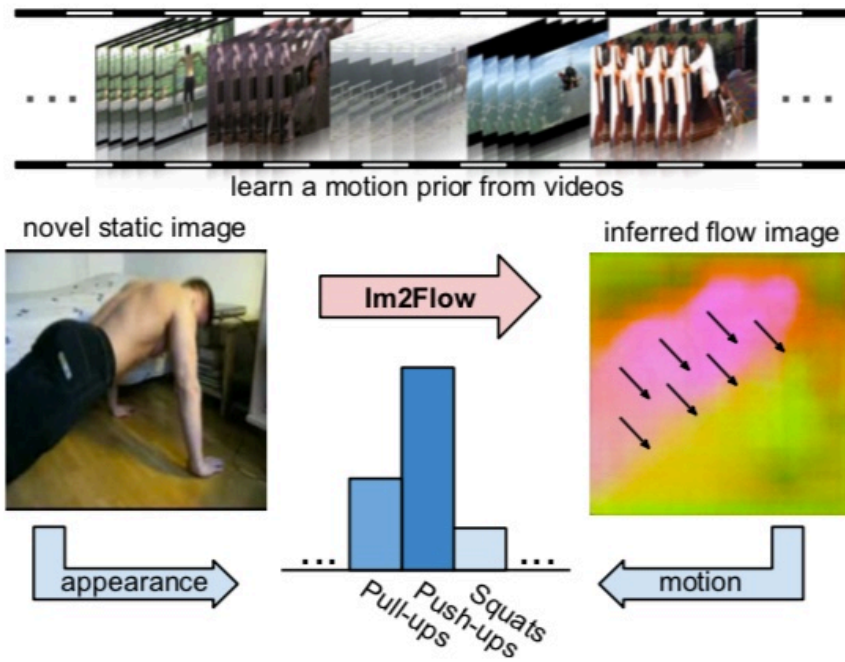 learn a motion prior from videos
novel static image
inferred flow image
Im2Flow
appearance
motion
Pull-ups
Push-ups
Squats